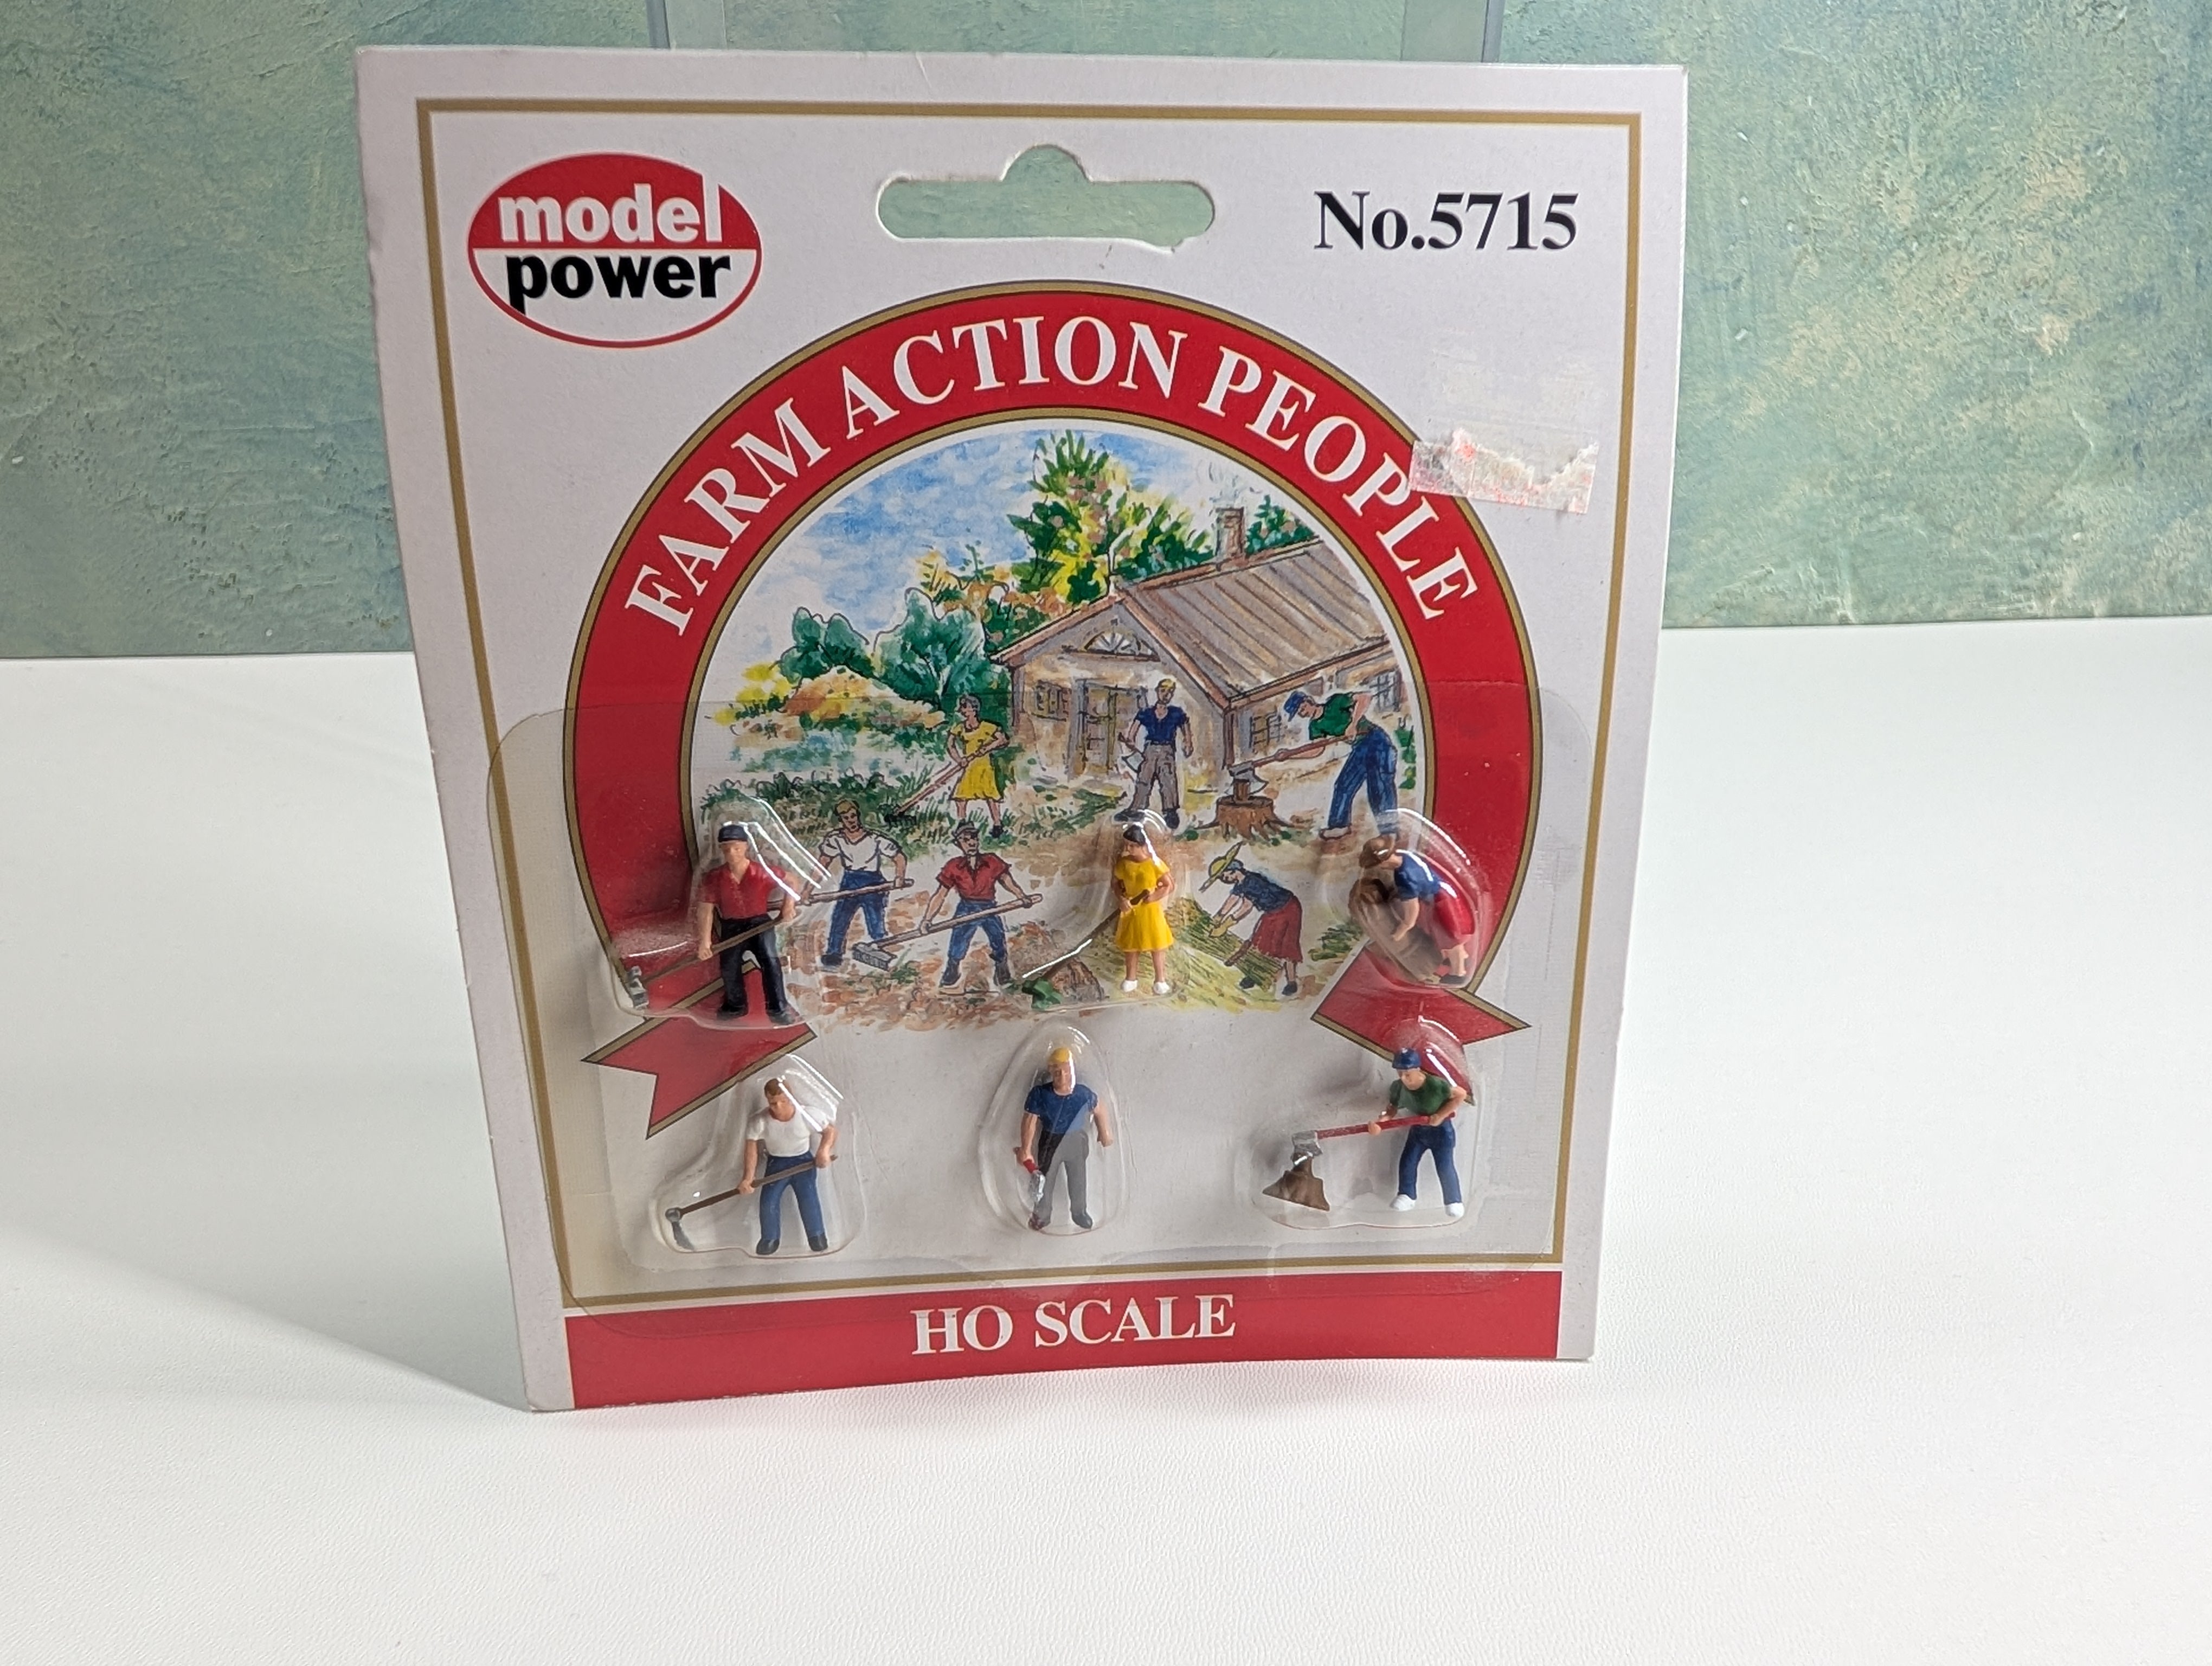 model
power
No.5715
FARM ACTION PEOPLE
HO SCALE